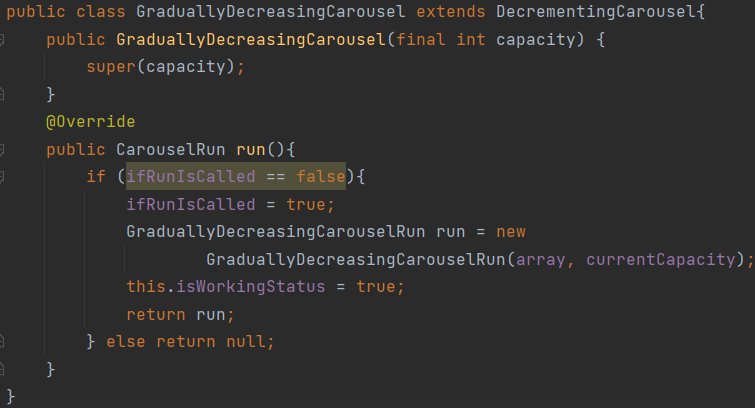 public class GraduallyDecreasingCarousel extends DecrementingCarousel{
    public GraduallyDecreasingCarousel(final int capacity) {
        super(capacity);
    }
    @Override
    public CarouselRun run(){
        if (ifRunIsCalled == false){
            ifRunIsCalled = true;
            GraduallyDecreasingCarouselRun run = new
                    GraduallyDecreasingCarouselRun(array, currentCapacity);
            this.isWorkingStatus = true;
            return run;
        } else return null;
    }
}